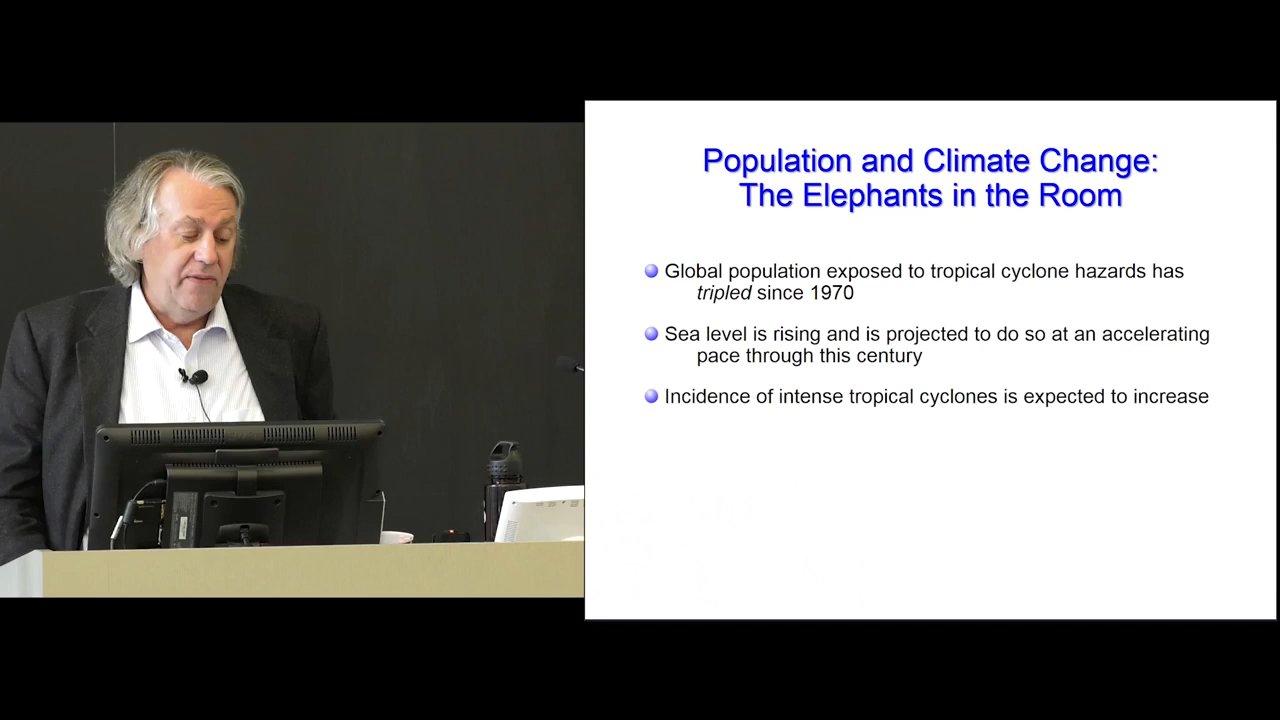 Population and Climate Change:
The Elephants in the Room
Global population exposed to tropical cyclone hazards has
tripled since 1970
Sea level is rising and is projected to do so at an accelerating
pace through this century
Incidence of intense tropical cyclones is expected to increase